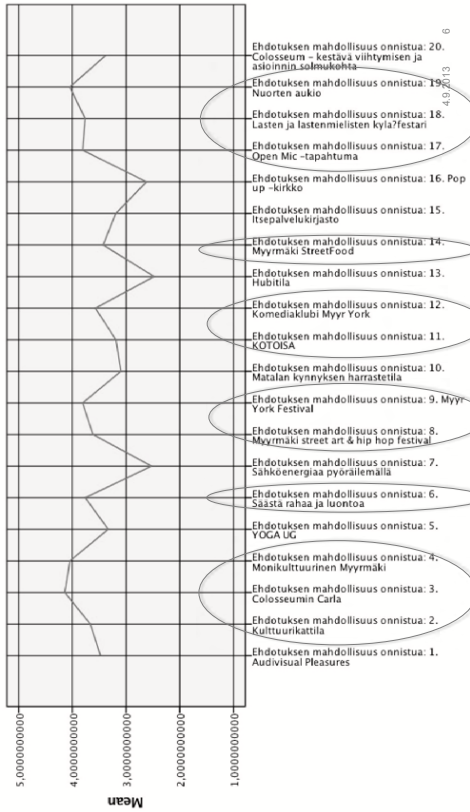 Ehdotuksen mahdollisuus onnistua: 20.
Colosseum - kestävä viihtymisen ja
asioinnin solmukohta
Ehdotuksen mahdollisuus onnistua: 19.
Nuorten aukio
Ehdotuksen mahdollisuus onnistua: 18.
Lasten ja lastenmielisten kyla?festari
Ehdotuksen mahdollisuus onnistua: 17.
Open Mic -tapahtuma
Ehdotuksen mahdollisuus onnistua: 16. Pop
up -kirkko
Ehdotuksen mahdollisuus onnistua: 15.
Itsepalvelukirjasto
Ehdotuksen mahdollisuus onnistua: 14.
Myyrmäki StreetFood
Ehdotuksen mahdollisuus onnistua: 13.
Hubitila
Ehdotuksen mahdollisuus onnistua: 12.
Komediaklubi Myyr York
Ehdotuksen mahdollisuus onnistua: 11.
KOTOISA
Ehdotuksen mahdollisuus onnistua: 10.
Matalan kynnyksen harrastetila
Ehdotuksen mahdollisuus onnistua: 9. Myyr
York Festival
Ehdotuksen mahdollisuus onnistua: 8.
Myyrmäki street art & hip hop festival
Ehdotuksen mahdollisuus onnistua: 7.
Sähköenergiaa pyöräilemällä
Ehdotuksen mahdollisuus onnistua: 6.
Säästä rahaa ja luontoa
Ehdotuksen mahdollisuus onnistua: 5.
YOGA UG
Ehdotuksen mahdollisuus onnistua: 4.
Monikulttuurinen Myyrmäki
Ehdotuksen mahdollisuus onnistua: 3.
Colosseumin Carla
Ehdotuksen mahdollisuus onnistua: 2.
Kulttuurikattila
Ehdotuksen mahdollisuus onnistua: 1.
Audivisual Pleasures
5,0000000000
4,0000000000
3,0000000000
2,0000000000
1,0000000000
Mean
4.9.2013
6